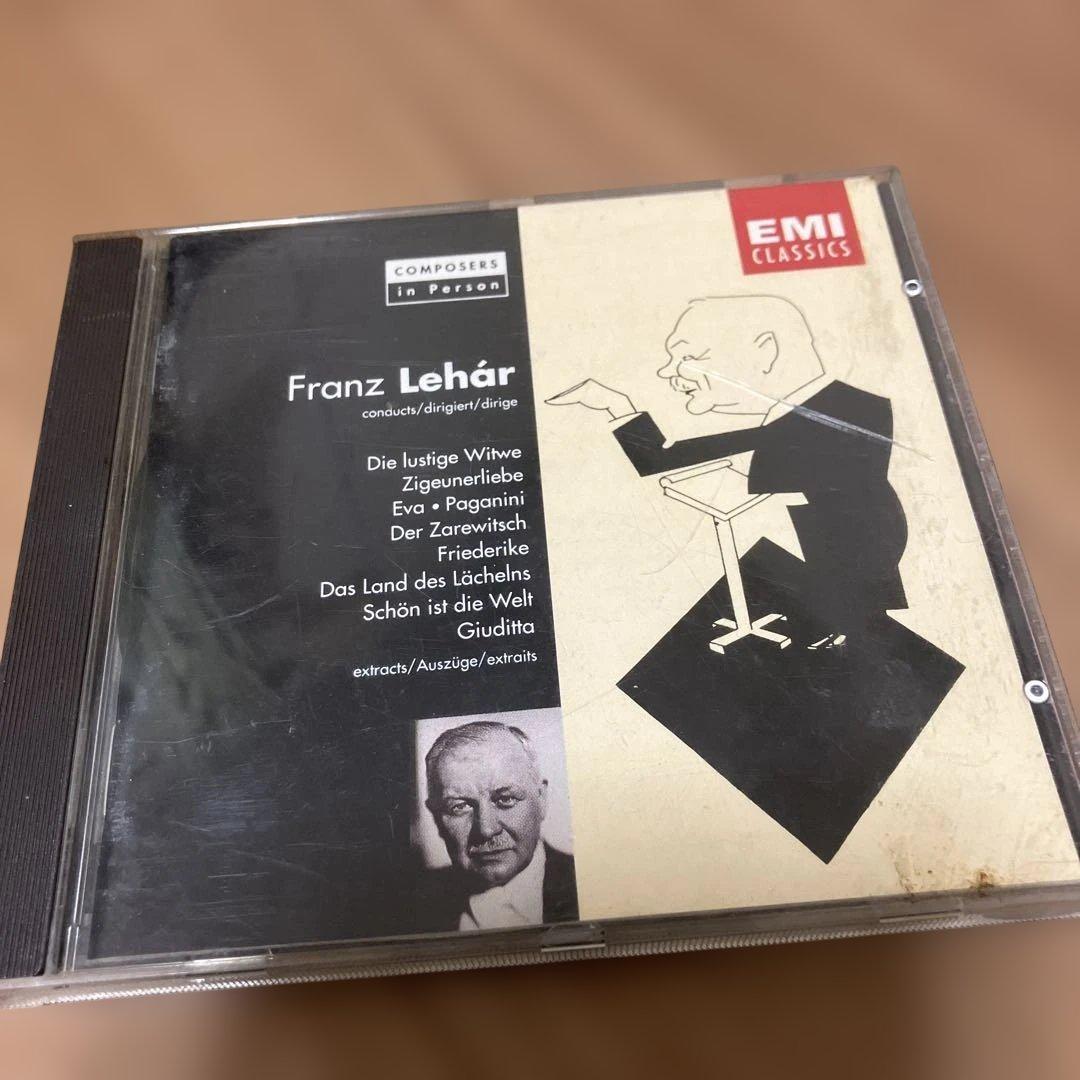 EMI
CLASSICS
COMPOSERS
in Person
Franz Lehár
conducts/dirigiert/dirige
Die lustige Witwe
Zigeunerliebe
Eva • Paganini
Der Zarewitsch
Friederike
Das Land des Lächelns
Schön ist die Welt
Giuditta
extracts/Auszüge/extraits